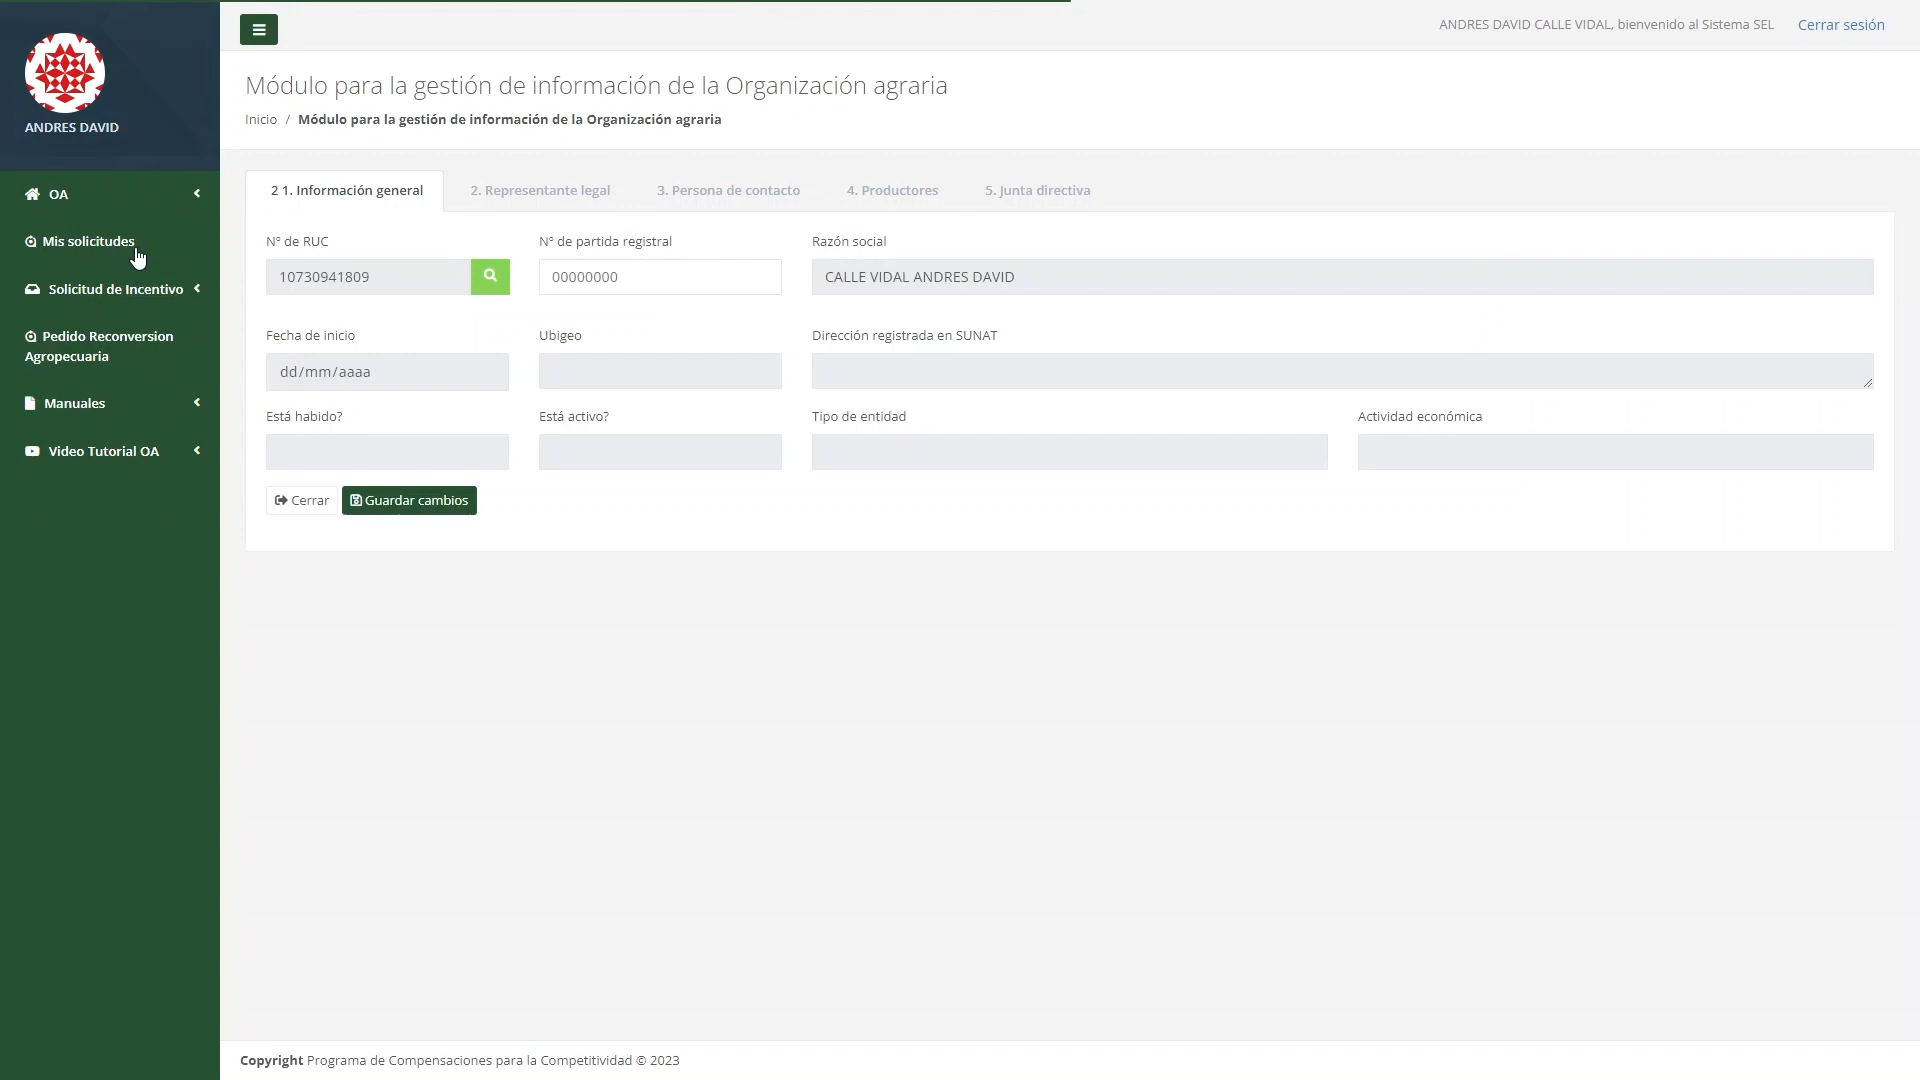 ANDRES DAVID CALLE VIDAL, bienvenido al Sistema SEL
Cerrar sesión
ANDRES DAVID
OA
Mis solicitudes
Solicitud de Incentivo
Pedido Reconversion
Agropecuaria
Manuales
Video Tutorial OA
Módulo para la gestión de información de la Organización agraria
Inicio / Módulo para la gestión de información de la Organización agraria
2 1. Información general
2. Representante legal
3. Persona de contacto
4. Productores
5. Junta directiva
Nº de RUC
Nº de partida registral
Razón social
10730941809
00000000
CALLE VIDAL ANDRES DAVID
Fecha de inicio
Ubigeo
Dirección registrada en SUNAT
dd/mm/aaaa
Está habido?
Está activo?
Tipo de entidad
Actividad económica
Cerrar
Guardar cambios
Copyright Programa de Compensaciones para la Competitividad © 2023